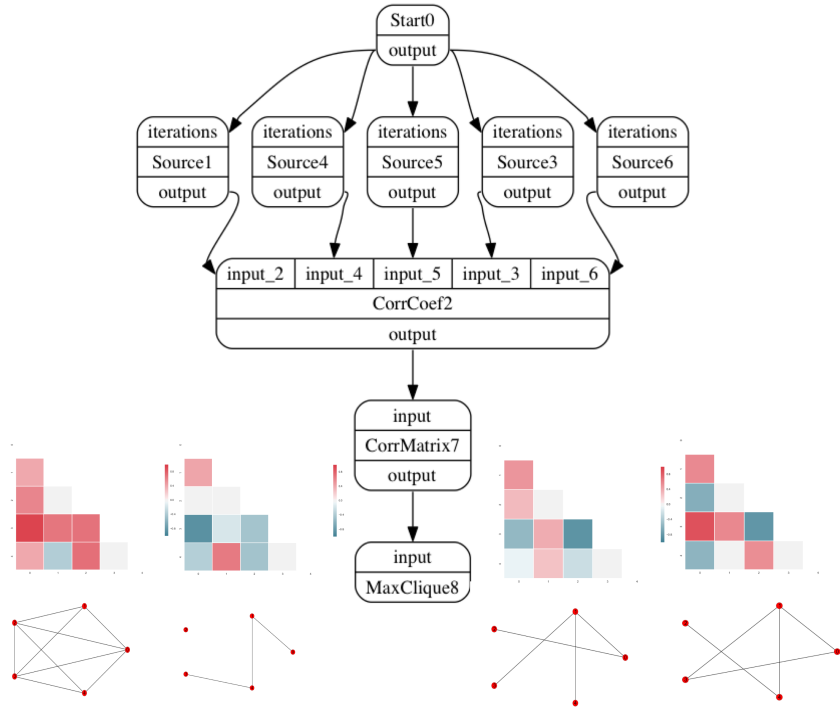 Start0
output
iterations iterations iterations iterations iterations
Source1 Source4 Source5 Source3 Source6
output output output output output
input_2 input_4 input_5 input_3 input_6
CorrCoef2
output
input
CorrMatrix7
output
input
MaxClique8